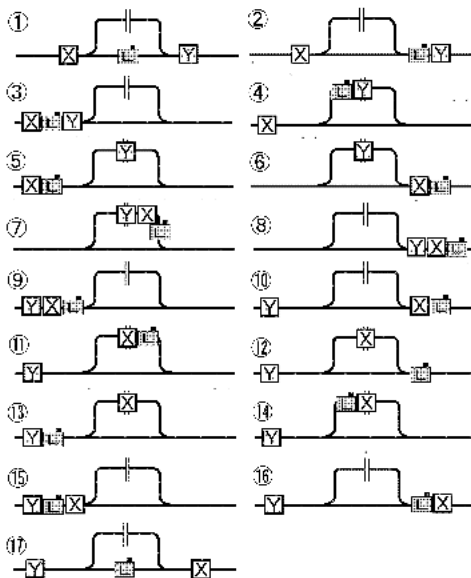 ①
X L Y
②
X L Y
③
X L Y
④
L Y
X
⑤
Y
X L
⑥
Y
X L
⑦
Y X
L
⑧
Y X L
⑨
Y X L
⑩
Y X L
⑪
X L
Y
⑫
X
Y L
⑬
X
Y L
⑭
L X
Y
⑮
Y L X
⑯
Y L X
⑰
Y L X